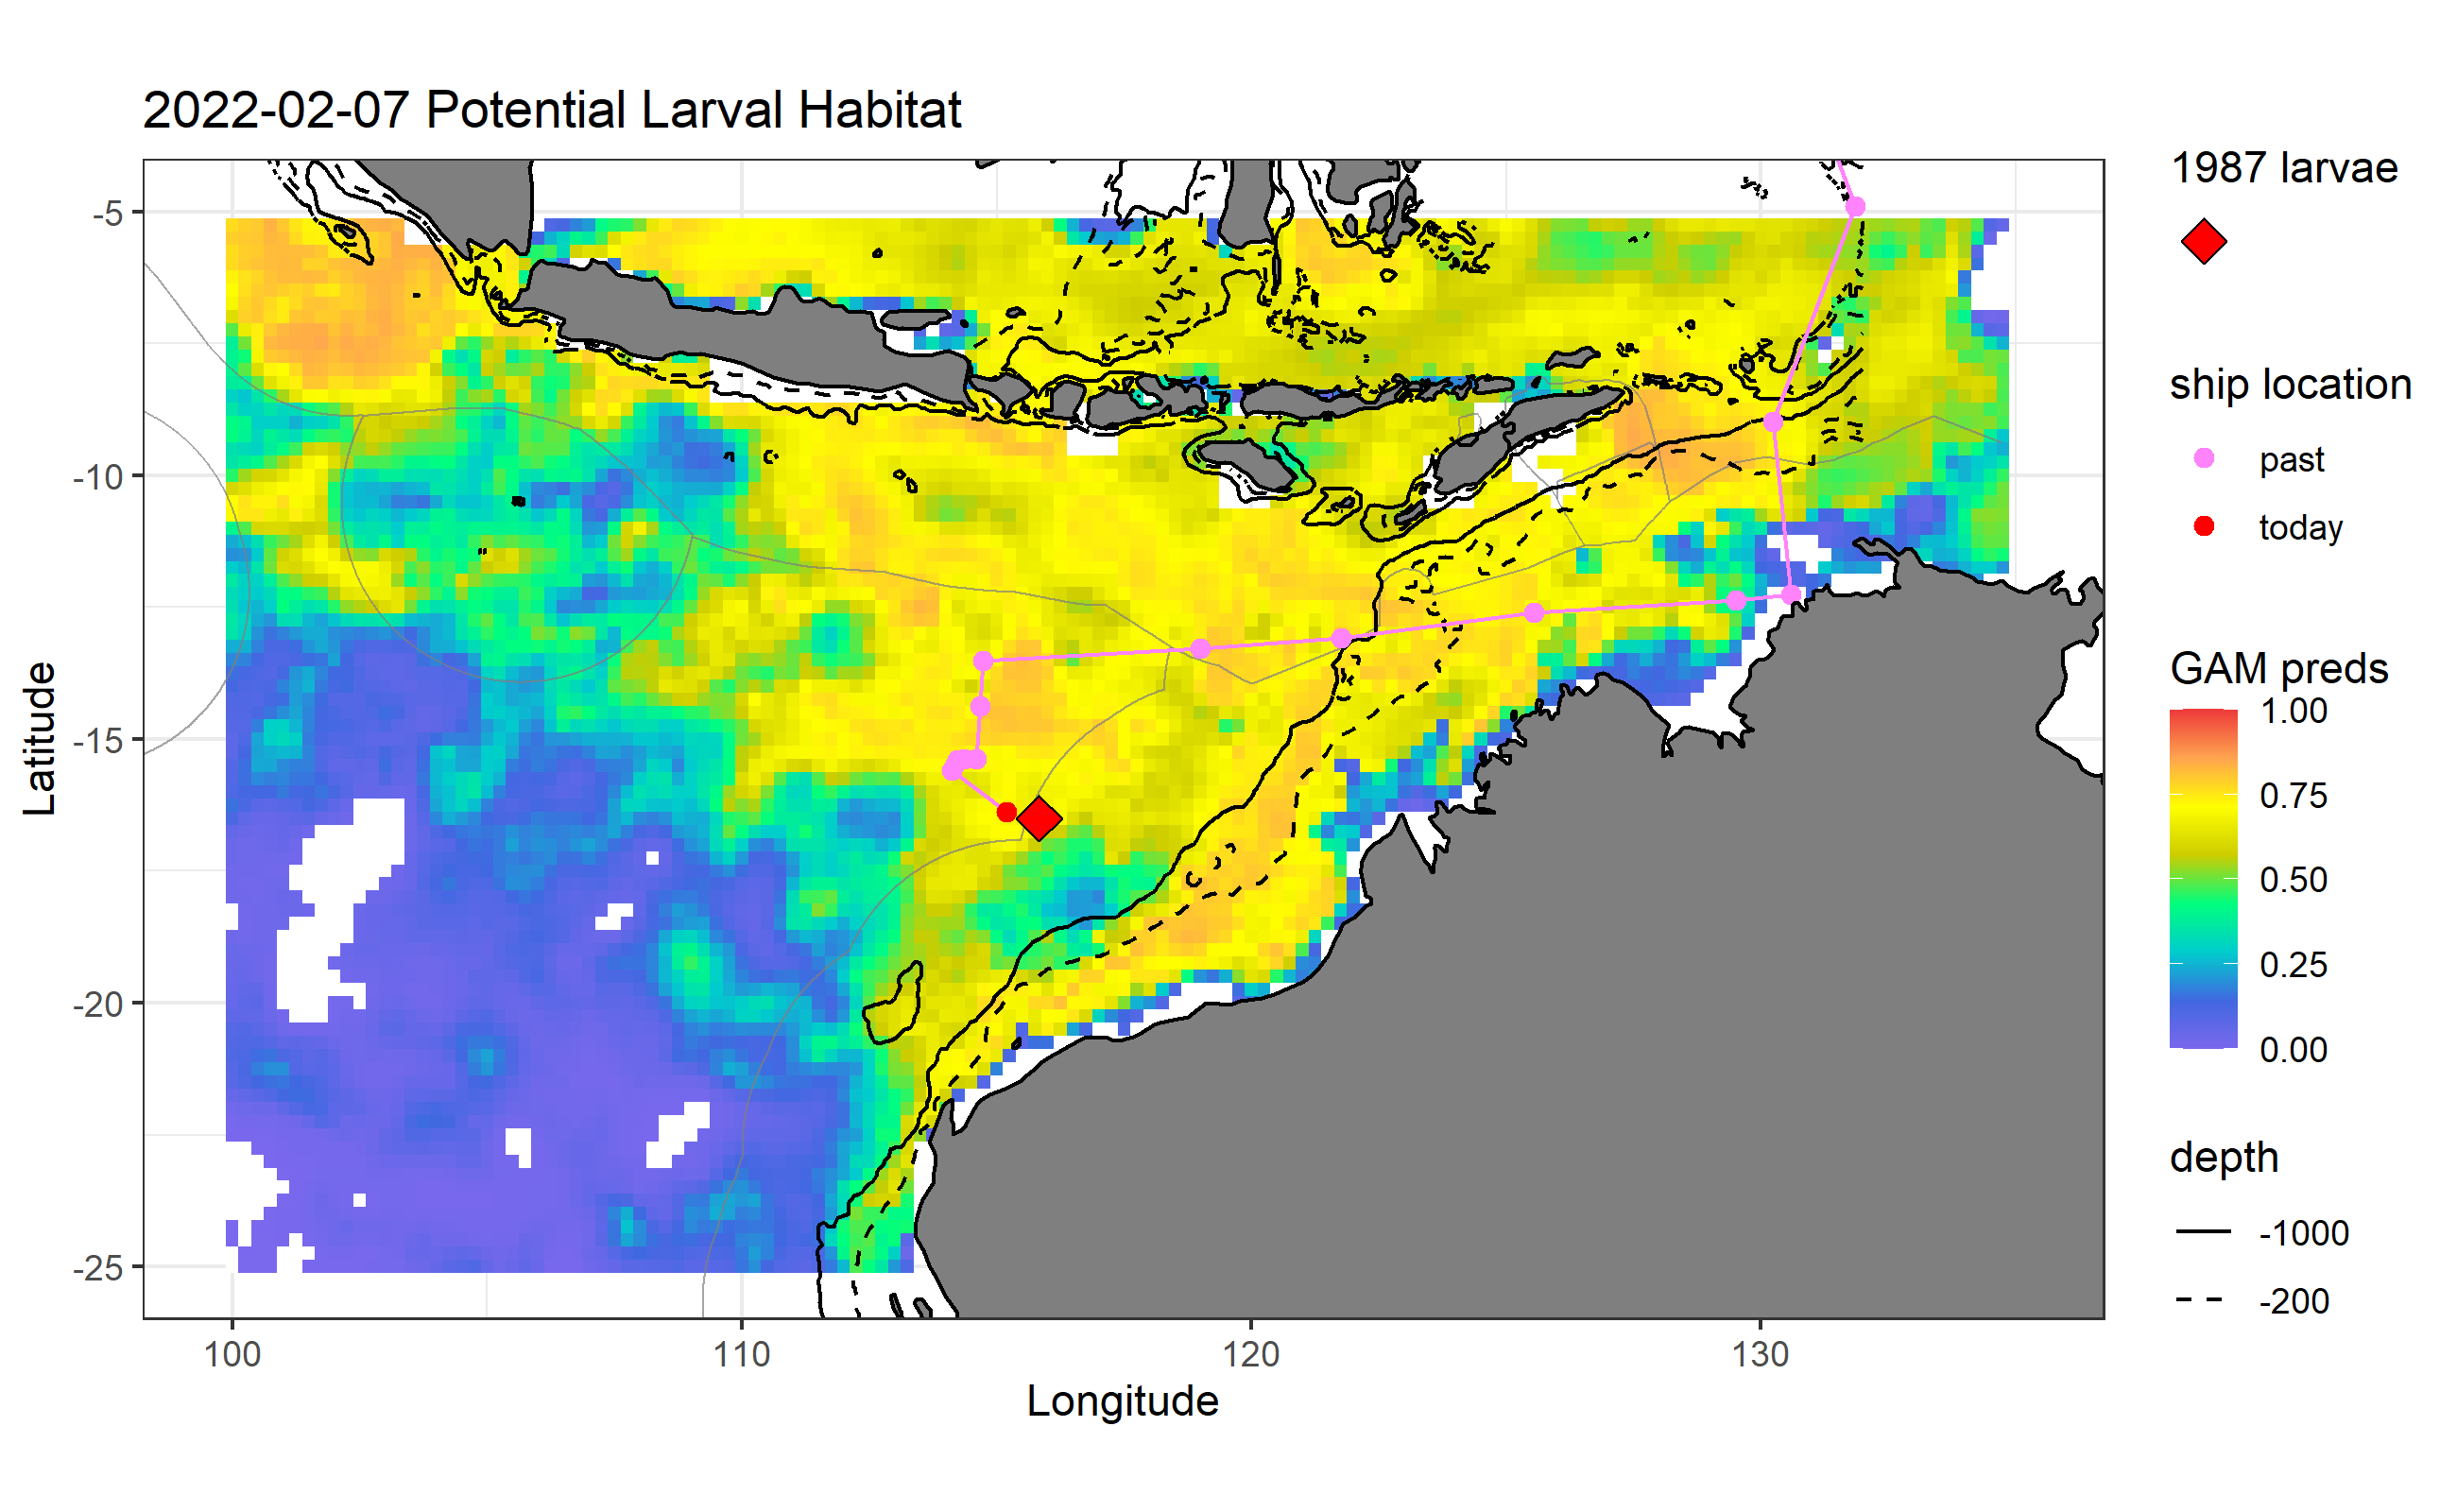 2022-02-07 Potential Larval Habitat
Latitude
-5
-10
-15
-20
-25
100
110
120
130
Longitude
1987 larvae
ship location
past
today
GAM preds
1.00
0.75
0.50
0.25
0.00
depth
-1000
-200